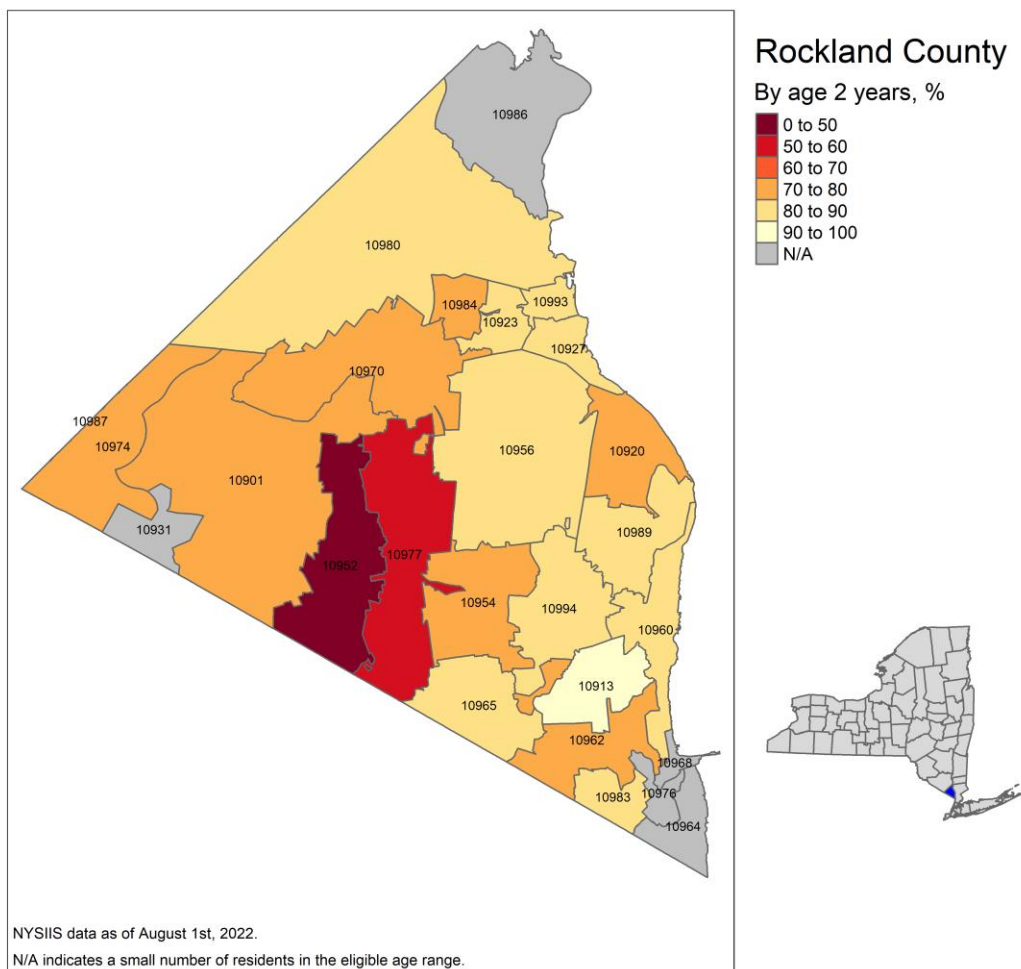 Rockland County
By age 2 years, %
0 to 50
50 to 60
60 to 70
70 to 80
80 to 90
90 to 100
N/A
10986
10980
10984
10993
10923
10927
10970
10987
10974
10901
10956
10920
10931
10952
10977
10989
10954
10994
10960
10913
10965
10962
10968
10976
10983
10964
NYSIIS data as of August 1st, 2022.
N/A indicates a small number of residents in the eligible age range.